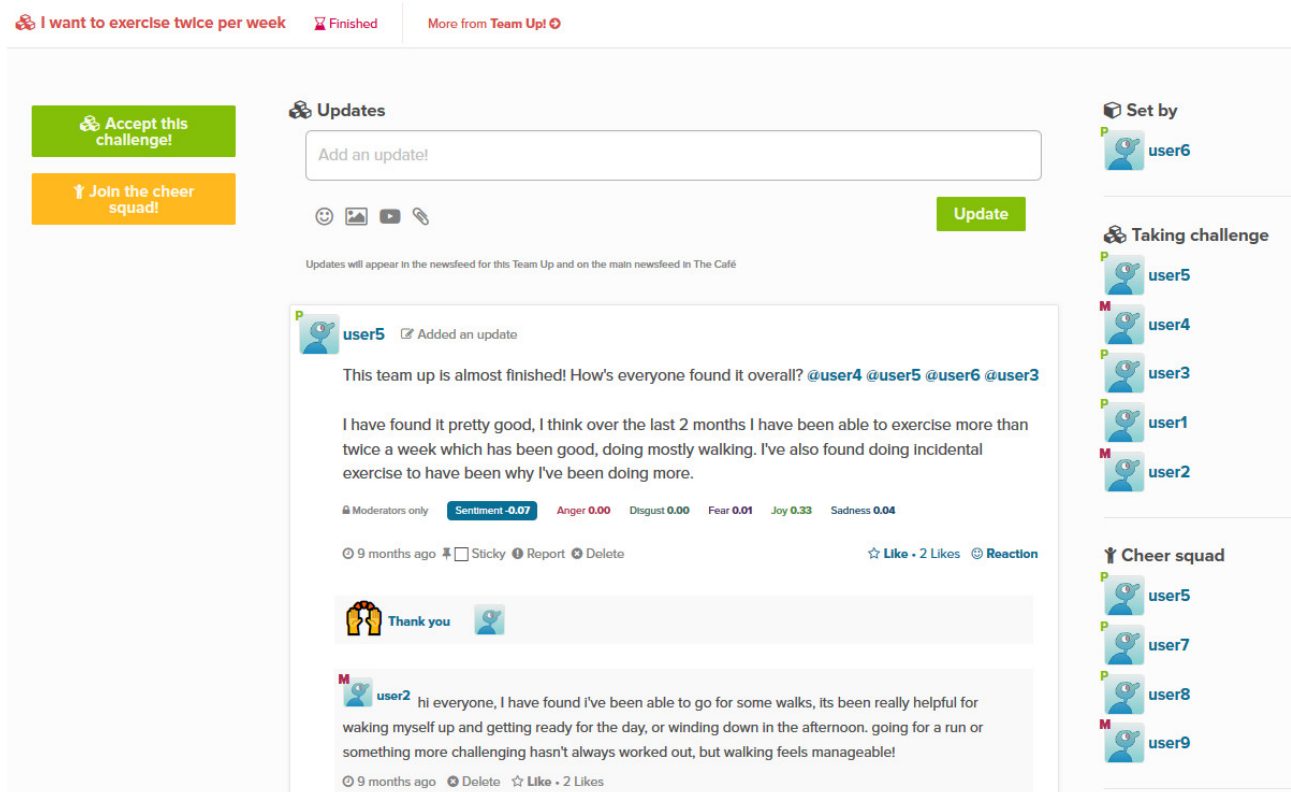 I want to exercise twice per week
Finished
More from Team Up!
Accept this
challenge!
Join the cheer
squad!
Updates
Add an update!
Update
Updates will appear in the newsfeed for this Team Up and on the main newsfeed in The Café
P
user5 Added an update
This team up is almost finished! How's everyone found it overall? @user4 @user5 @user6 @user3
I have found it pretty good, I think over the last 2 months I have been able to exercise more than
twice a week which has been good, doing mostly walking. I've also found doing incidental
exercise to have been why I've been doing more.
Moderators only Sentiment -0.07 Anger 0.00 Disgust 0.00 Fear 0.01 Joy 0.33 Sadness 0.04
9 months ago Sticky Report Delete Like • 2 Likes Reaction
Thank you
M
user2 hi everyone, I have found i've been able to go for some walks, its been really helpful for
waking myself up and getting ready for the day, or winding down in the afternoon. going for a run or
something more challenging hasn't always worked out, but walking feels manageable!
9 months ago Delete Like • 2 Likes
Set by
P
user6
Taking challenge
P
user5
M
user4
P
user3
P
user1
M
user2
Cheer squad
P
user5
P
user7
P
user8
M
user9